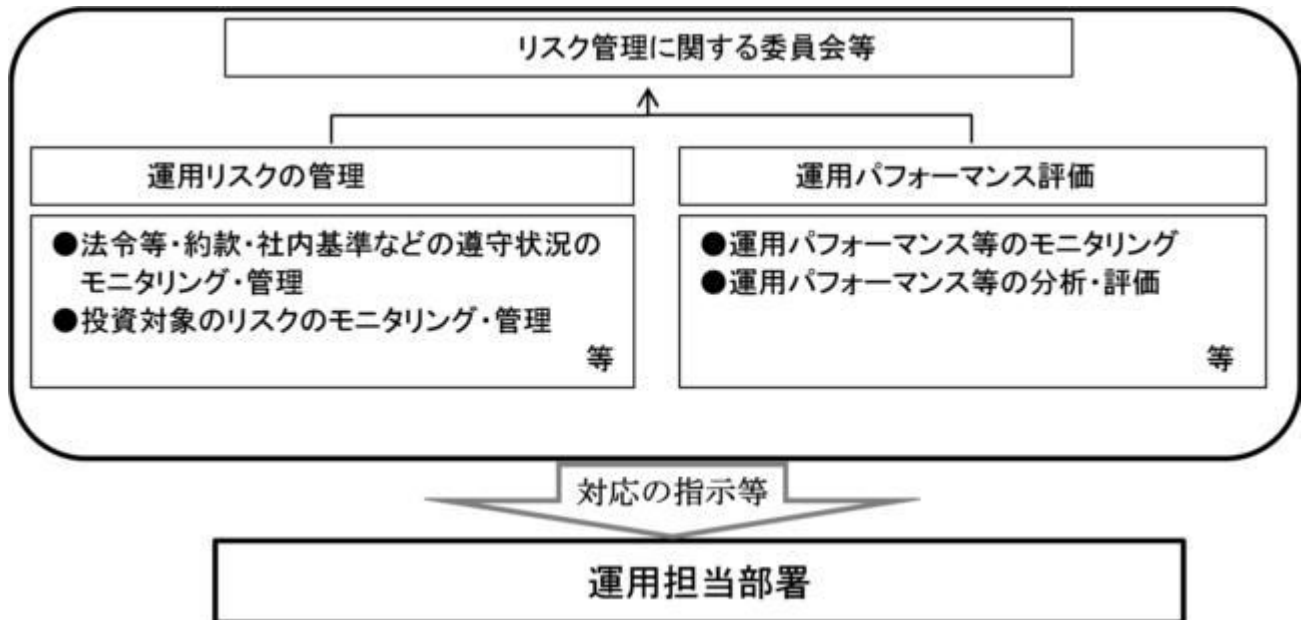 リスク管理に関する委員会等
運用リスクの管理
●法令等・約款・社内基準などの遵守状況の
モニタリング・管理
●投資対象のリスクのモニタリング・管理
等
運用パフォーマンス評価
●運用パフォーマンス等のモニタリング
●運用パフォーマンス等の分析・評価
等
対応の指示等
運用担当部署